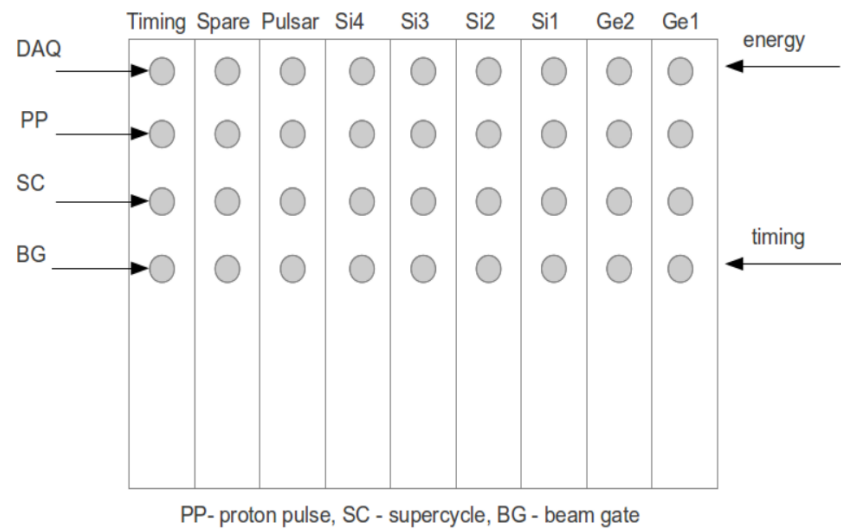 Timing Spare Pulsar Si4 Si3 Si2 Si1 Ge2 Ge1
DAQ
energy
PP
SC
timing
BG
PP- proton pulse, SC - supercycle, BG - beam gate